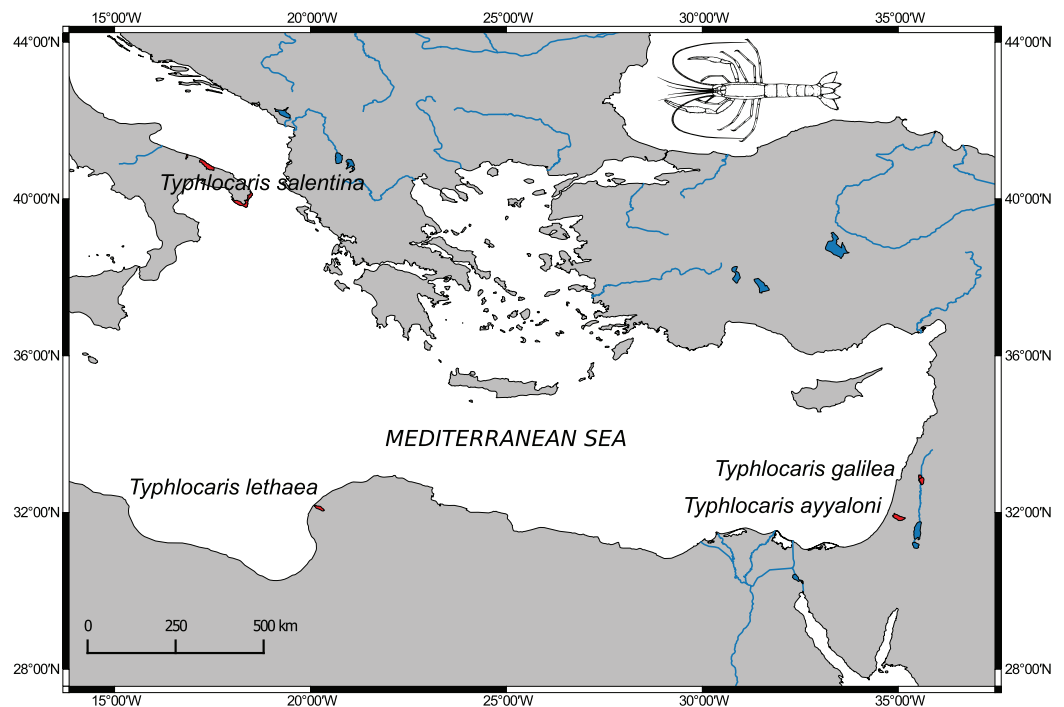 15°00'W 20°00'W 25°00'W 30°00'W 35°00'W
44°00'N 44°00'N
Typhlocaris salentina
40°00'N 40°00'N
36°00'N 36°00'N
MEDITERRANEAN SEA
Typhlocaris galilea
Typhlocaris lethaea
Typhlocaris ayyaloni
32°00'N 32°00'N
0 250 500 km
28°00'N 28°00'N
15°00'W 20°00'W 25°00'W 30°00'W 35°00'W